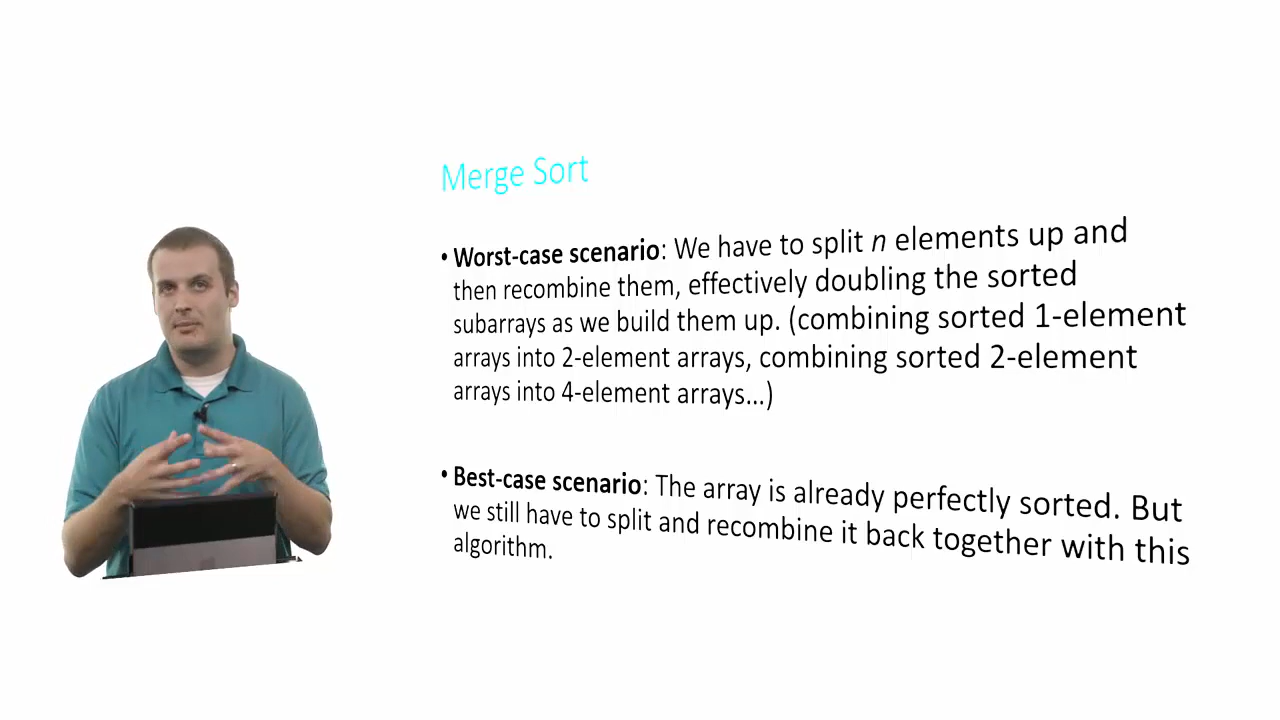 Merge Sort
• Worst-case scenario: We have to split n elements up and
then recombine them, effectively doubling the sorted
subarrays as we build them up. (combining sorted 1-element
arrays into 2-element arrays, combining sorted 2-element
arrays into 4-element arrays...)
• Best-case scenario: The array is already perfectly sorted. But
we still have to split and recombine it back together with this
algorithm.